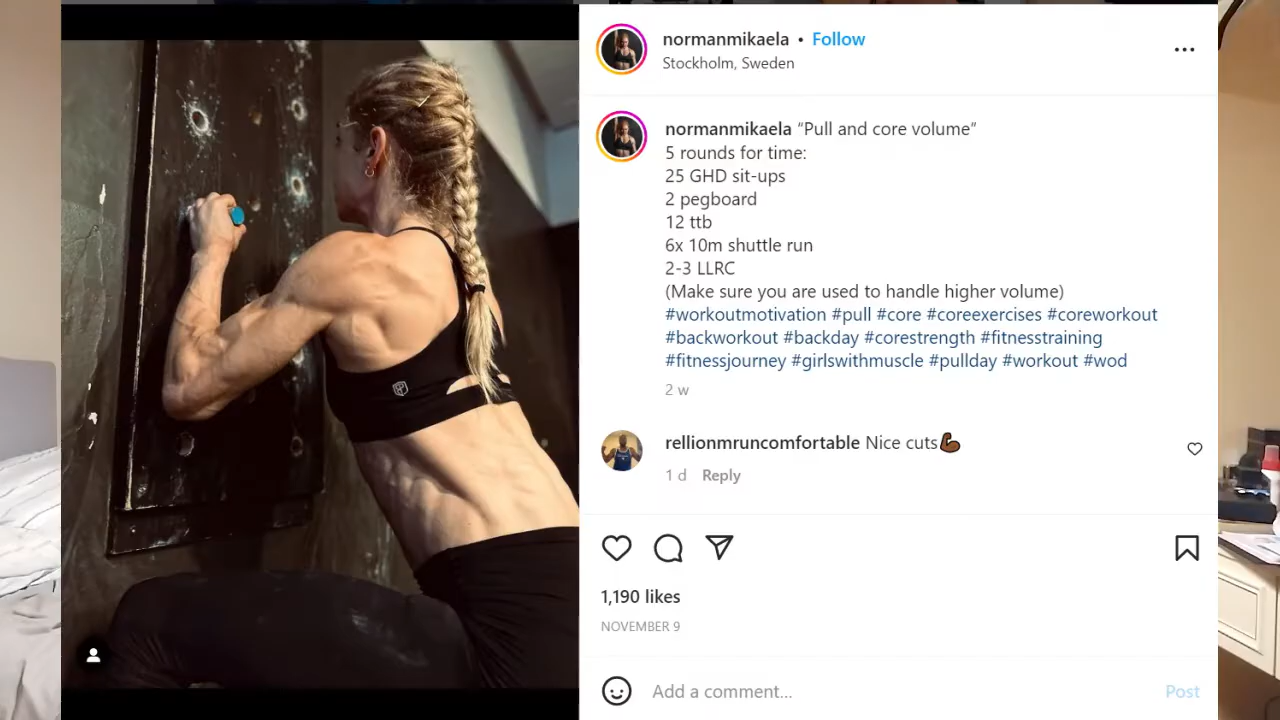 normanmikaela • Follow
Stockholm, Sweden
normanmikaela “Pull and core volume“
5 rounds for time:
25 GHD sit-ups
2 pegboard
12 ttb
6x 10m shuttle run
2-3 LLRC
(Make sure you are used to handle higher volume)
#workoutmotivation #pull #core #coreexercises #coreworkout
#backworkout #backday #corestrength #fitnesstraining
#fitnessjourney #girlswithmuscle #pullday #workout #wod
2 w
rellionmruncomfortable Nice cuts💪🏿
1 d Reply
1,190 likes
NOVEMBER 9
Add a comment...
Post